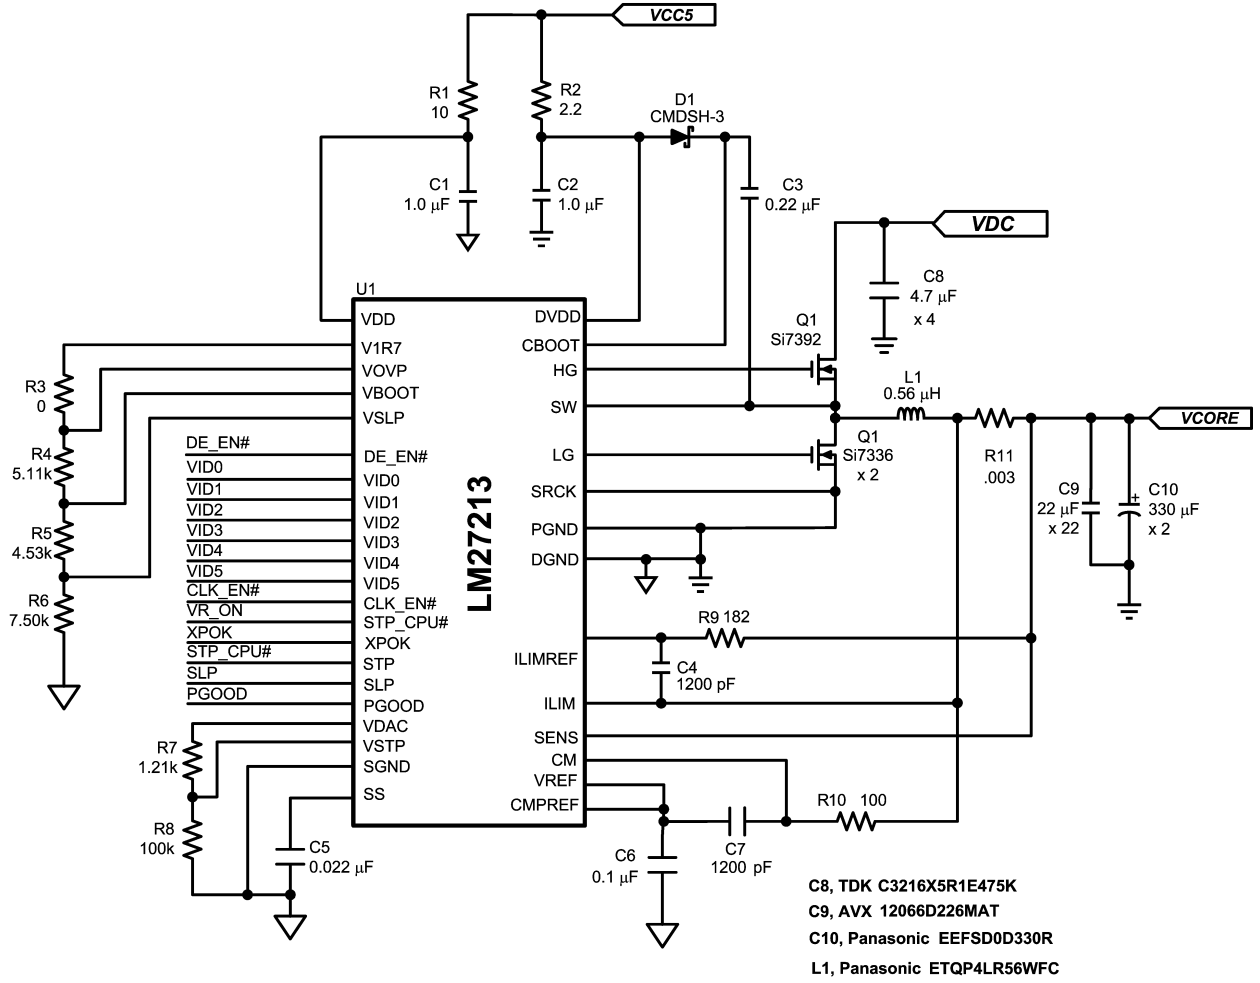 VCC5
R1
10
R2
2.2
D1
CMDSH-3
C1
1.0 µF
C2
1.0 µF
C3
0.22 µF
VDC
C8
4.7 µF
x 4
U1
VDD
V1R7
VOVP
VBOOT
VSLP
DE_EN#
VID0
VID1
VID2
VID3
VID4
VID5
CLK_EN#
STP_CPU#
XPOK
STP
SLP
PGOOD
VDAC
VSTP
SGND
SS
LM27213
DVDD
CBOOT
HG
SW
LG
SRCK
PGND
DGND
ILIMREF
ILIM
SENS
CM
VREF
CMPREF
R3
0
R4
5.11k
R5
4.53k
R6
7.50k
DE_EN#
VID0
VID1
VID2
VID3
VID4
VID5
CLK_EN#
VR_ON
XPOK
STP_CPU#
SLP
PGOOD
R7
1.21k
R8
100k
C5
0.022 µF
Q1
Si7392
L1
0.56 µH
Q1
Si7336
x 2
R11
.003
VCORE
C9
22 µF
x 22
+
C10
330 µF
x 2
R9 182
C4
1200 pF
R10 100
C6
0.1 µF
C7
1200 pF
C8, TDK C3216X5R1E475K
C9, AVX 12066D226MAT
C10, Panasonic EEFSD0D330R
L1, Panasonic ETQP4LR56WFC